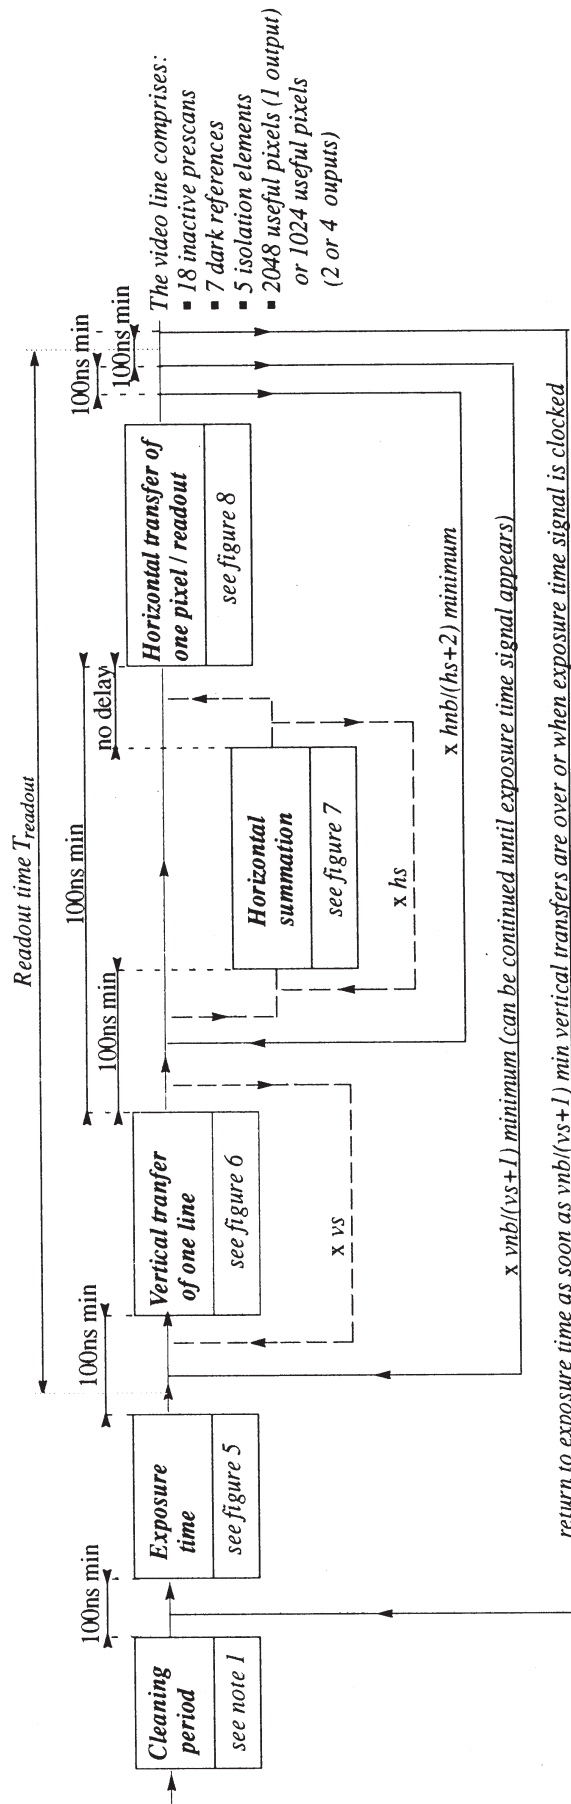 Readout time Treadout
100ns min
100ns min
100ns min
100ns min
no delay
100ns min
100ns min
Cleaning
period
see note 1
Exposure
time
see figure 5
Vertical tranfer
of one line
see figure 6
Horizontal
summation
see figure 7
Horizontal transfer of
one pixel / readout
see figure 8
The video line comprises:
▪ 18 inactive prescans
▪ 7 dark references
▪ 5 isolation elements
▪ 2048 useful pixels (1 output)
or 1024 useful pixels
(2 or 4 ouputs)
x vs
x hs
x hnb/(hs+2) minimum
x vnb/(vs+1) minimum (can be continued until exposure time signal appears)
return to exposure time as soon as vnb/(vs+1) min vertical transfers are over or when exposure time signal is clocked